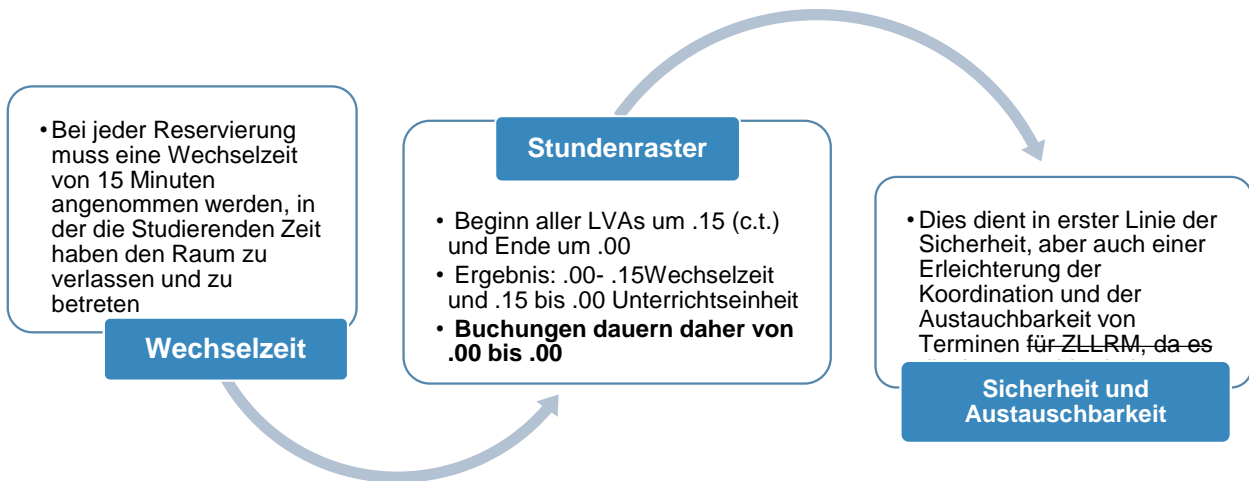 • Bei jeder Reservierung
muss eine Wechselzeit
von 15 Minuten
angenommen werden, in
der die Studierenden Zeit
haben den Raum zu
verlassen und zu
betreten
Wechselzeit
Stundenraster
• Beginn aller LVAs um .15 (c.t.)
und Ende um .00
• Ergebnis: .00- .15Wechselzeit
und .15 bis .00 Unterrichtseinheit
• Buchungen dauern daher von
.00 bis .00
• Dies dient in erster Linie der
Sicherheit, aber auch einer
Erleichterung der
Koordination und der
Austauchbarkeit von
Terminen für ZLLRM, da es
Sicherheit und
Austauschbarkeit